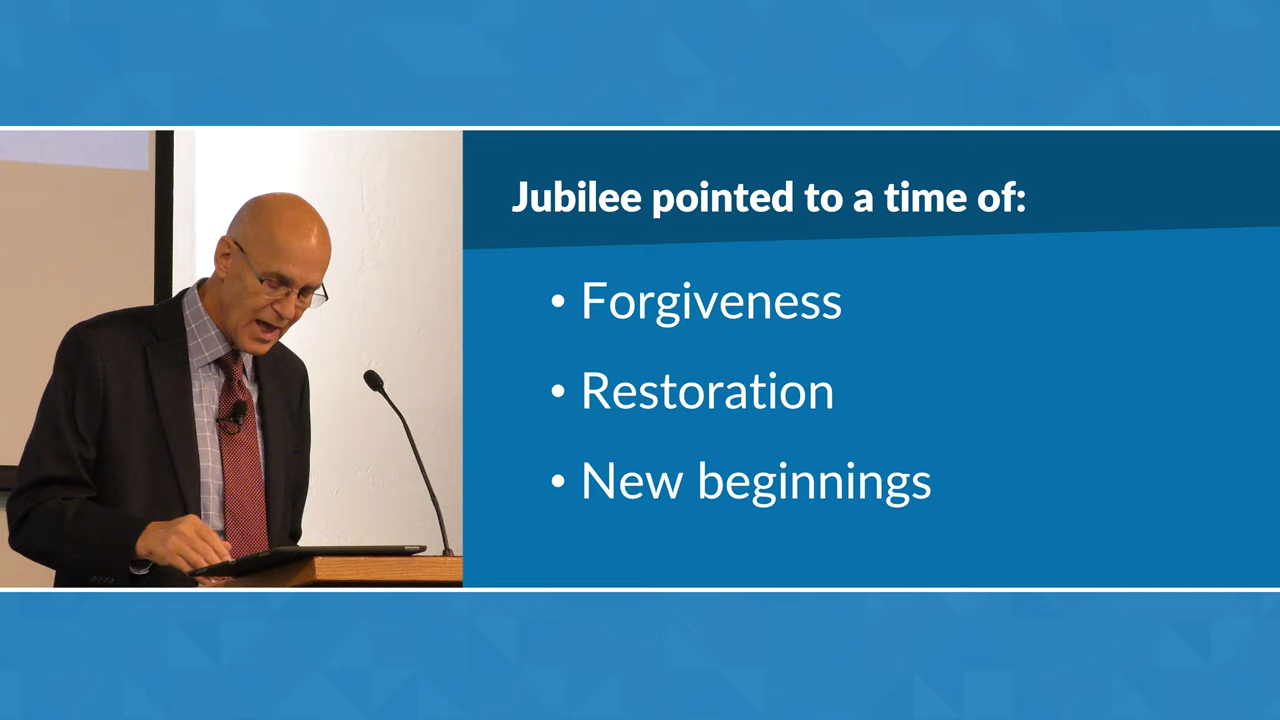 Jubilee pointed to a time of:
• Forgiveness
• Restoration
• New beginnings